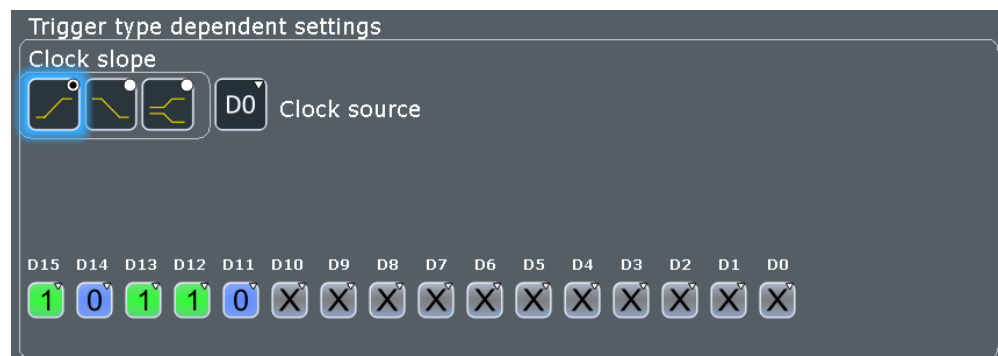 Trigger type dependent settings
Clock slope
D0 Clock source
D15 D14 D13 D12 D11 D10 D9 D8 D7 D6 D5 D4 D3 D2 D1 D0
1 0 1 1 0 X X X X X X X X X X X